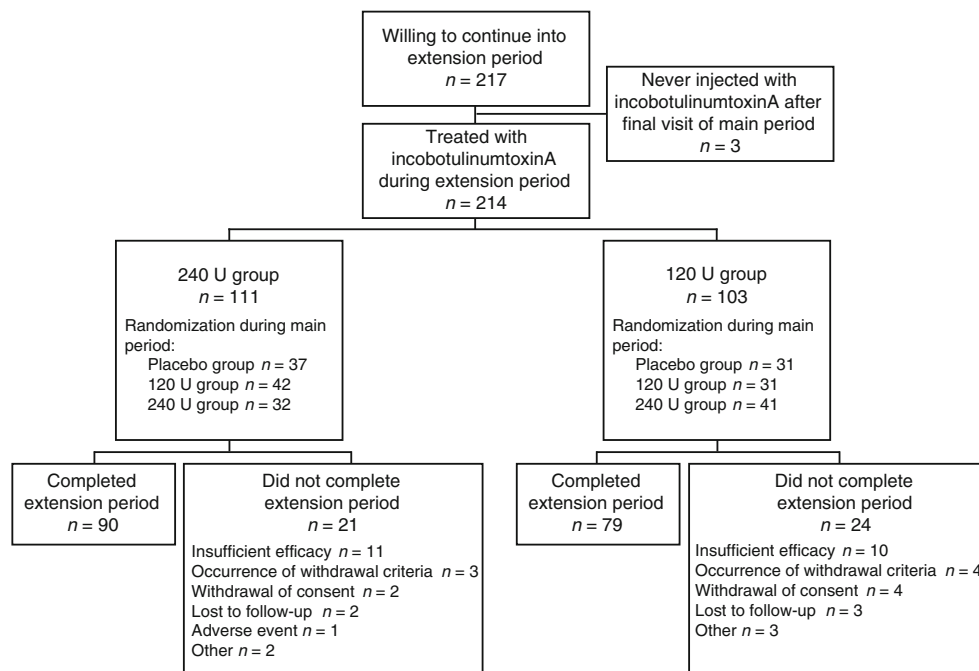 Willing to continue into
extension period
n = 217
Never injected with
incobotulinumtoxinA after
final visit of main period
n = 3
Treated with
incobotulinumtoxinA
during extension period
n = 214
240 U group
n = 111
Randomization during main
period:
Placebo group n = 37
120 U group n = 42
240 U group n = 32
120 U group
n = 103
Randomization during main
period:
Placebo group n = 31
120 U group n = 31
240 U group n = 41
Completed
extension period
n = 90
Did not complete
extension period
n = 21
Insufficient efficacy n = 11
Occurrence of withdrawal criteria n = 3
Withdrawal of consent n = 2
Lost to follow-up n = 2
Adverse event n = 1
Other n = 2
Completed
extension period
n = 79
Did not complete
extension period
n = 24
Insufficient efficacy n = 10
Occurrence of withdrawal criteria n = 4
Withdrawal of consent n = 4
Lost to follow-up n = 3
Other n = 3